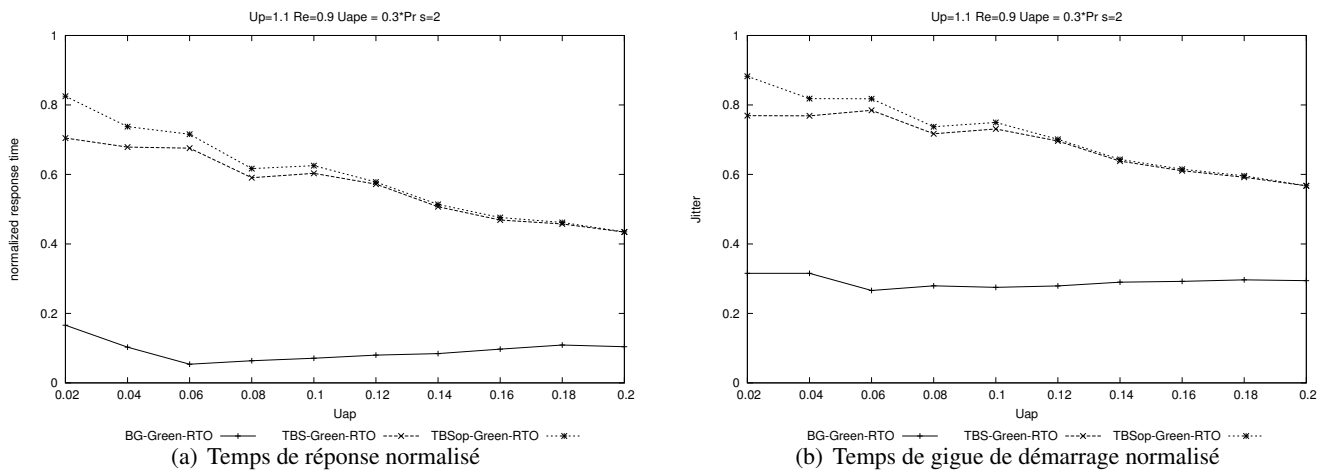 Up=1.1 Re=0.9 Uape = 0.3*Pr s=2
1
0.8
0.6
0.4
0.2
0
normalized response time
0.02 0.04 0.06 0.08 0.1 0.12 0.14 0.16 0.18 0.2
Uap
BG-Green-RTO TBS-Green-RTO TBSop-Green-RTO
(a) Temps de réponse normalisé
Up=1.1 Re=0.9 Uape = 0.3*Pr s=2
1
0.8
0.6
0.4
0.2
0
Jitter
0.02 0.04 0.06 0.08 0.1 0.12 0.14 0.16 0.18 0.2
Uap
BG-Green-RTO TBS-Green-RTO TBSop-Green-RTO
(b) Temps de gigue de démarrage normalisé